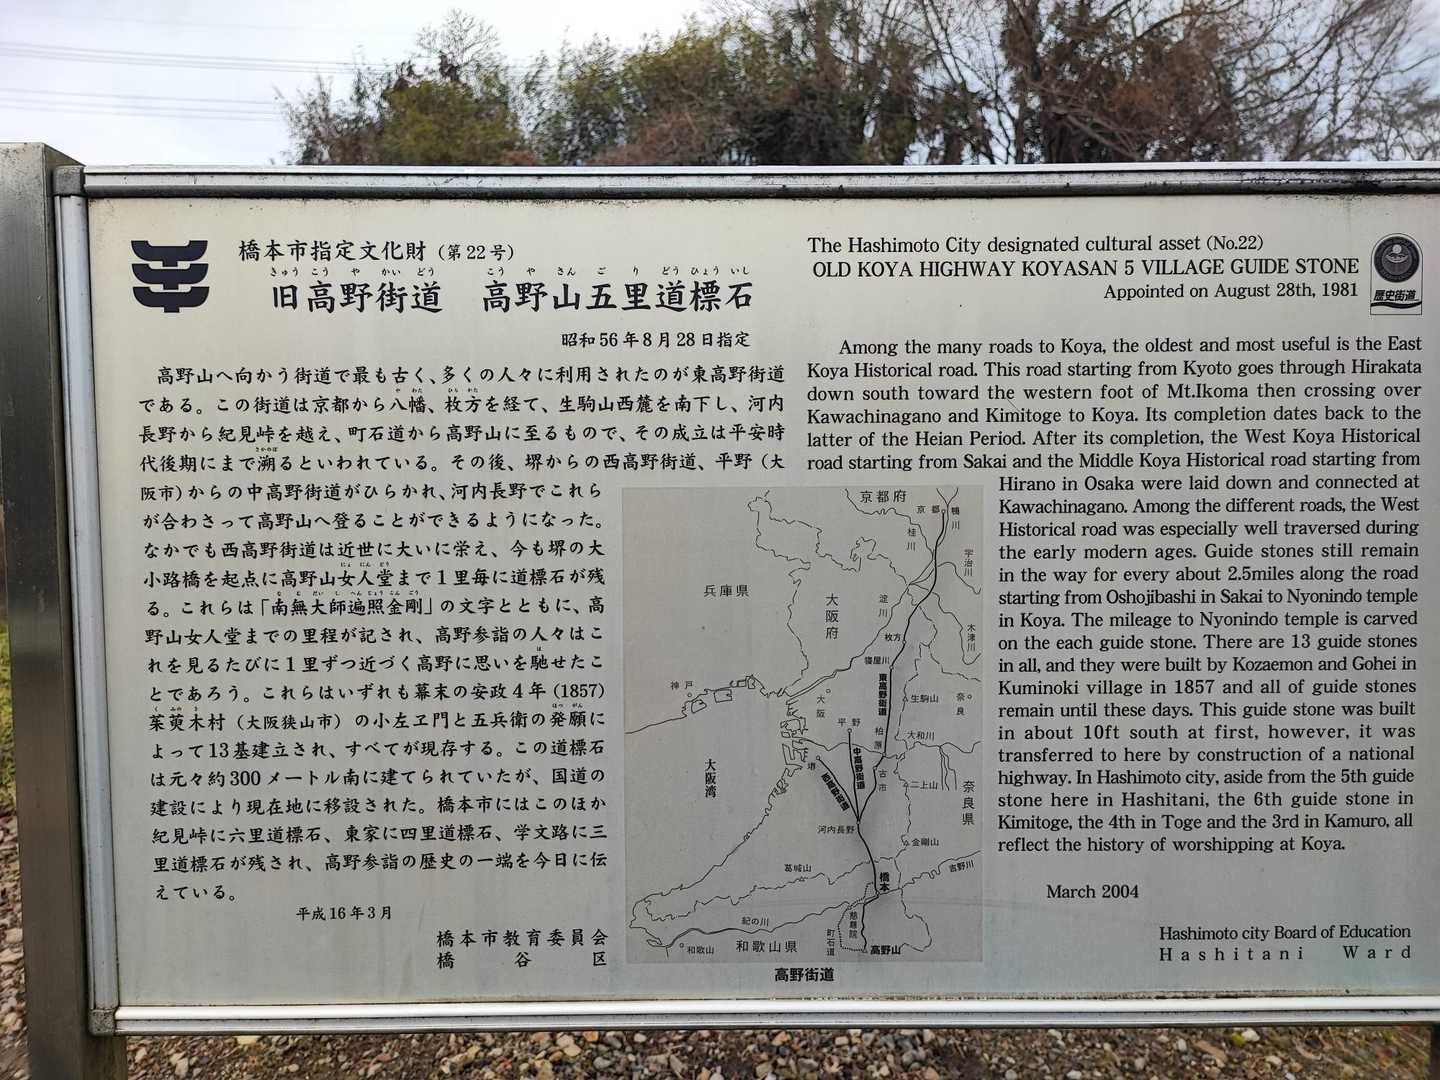 橋本市指定文化財（第22号）
きゅう こう や かい どう　こう や さん ご り どう ひょう いし
旧高野街道　高野山五里道標石
昭和56年8月28日指定
高野山へ向かう街道で最も古く、多くの人々に利用されたのが東高野街道
である。この街道は京都から八幡、枚方を経て、生駒山西麓を南下し、河内
長野から紀見峠を越え、町石道から高野山に至るもので、その成立は平安時
代後期にまで溯るといわれている。その後、堺からの西高野街道、平野（大
阪市）からの中高野街道がひらかれ、河内長野でこれら
が合わさって高野山へ登ることができるようになった。
なかでも西高野街道は近世に大いに栄え、今も堺の大
小路橋を起点に高野山女人堂まで1里毎に道標石が残
る。これらは「南無大師遍照金剛」の文字とともに、高
野山女人堂までの里程が記され、高野参詣の人々はこ
れを見るたびに1里ずつ近づく高野に思いを馳せたこ
とであろう。これらはいずれも幕末の安政4年（1857）
茱萸木村（大阪狭山市）の小左ヱ門と五兵衛の発願に
よって13基建立され、すべてが現存する。この道標石
は元々約300メートル南に建てられていたが、国道の
建設により現在地に移設された。橋本市にはこのほか
紀見峠に六里道標石、東家に四里道標石、学文路に三
里道標石が残され、高野参詣の歴史の一端を今日に伝
えている。
平成16年3月
橋本市教育委員会
橋谷区
The Hashimoto City designated cultural asset (No.22)
OLD KOYA HIGHWAY KOYASAN 5 VILLAGE GUIDE STONE
Appointed on August 28th, 1981
歴史街道
Among the many roads to Koya, the oldest and most useful is the East
Koya Historical road. This road starting from Kyoto goes through Hirakata
down south toward the western foot of Mt.Ikoma then crossing over
Kawachinagano and Kimitoge to Koya. Its completion dates back to the
latter of the Heian Period. After its completion, the West Koya Historical
road starting from Sakai and the Middle Koya Historical road starting from
Hirano in Osaka were laid down and connected at
Kawachinagano. Among the different roads, the West
Historical road was especially well traversed during
the early modern ages. Guide stones still remain
in the way for every about 2.5miles along the road
starting from Oshojibashi in Sakai to Nyonindo temple
in Koya. The mileage to Nyonindo temple is carved
on the each guide stone. There are 13 guide stones
in all, and they were built by Kozaemon and Gohei in
Kuminoki village in 1857 and all of guide stones
remain until these days. This guide stone was built
in about 10ft south at first, however, it was
transferred to here by construction of a national
highway. In Hashimoto city, aside from the 5th guide
stone here in Hashitani, the 6th guide stone in
Kimitoge, the 4th in Toge and the 3rd in Kamuro, all
reflect the history of worshipping at Koya.
March 2004
Hashimoto city Board of Education
Hashitani Ward
京都府
京都
鴨川
桂川
宇治川
兵庫県
大阪府
淀川
枚方
木津川
寝屋川
神戸
東高野街道
生駒山
奈良
大阪
平野
柏原
大和川
堺
中高野街道
古市
大阪湾
二上山
奈良県
河内長野
金剛山
葛城山
吉野川
橋本
紀の川
慈尊院
町石道
和歌山
和歌山県
高野山
高野街道